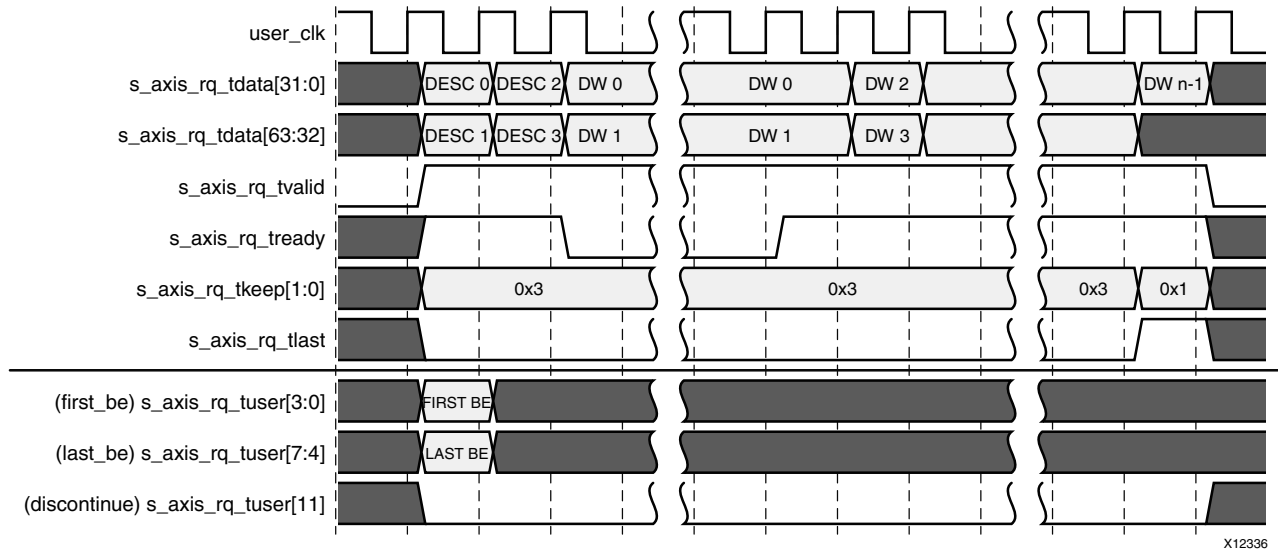 user_clk
s_axis_rq_tdata[31:0] DESC 0 DESC 2 DW 0 DW 0 DW 2 DW n-1
s_axis_rq_tdata[63:32] DESC 1 DESC 3 DW 1 DW 1 DW 3
s_axis_rq_tvalid
s_axis_rq_tready
s_axis_rq_tkeep[1:0] 0x3 0x3 0x3 0x1
s_axis_rq_tlast
(first_be) s_axis_rq_tuser[3:0] FIRST BE
(last_be) s_axis_rq_tuser[7:4] LAST BE
(discontinue) s_axis_rq_tuser[11]
X12336